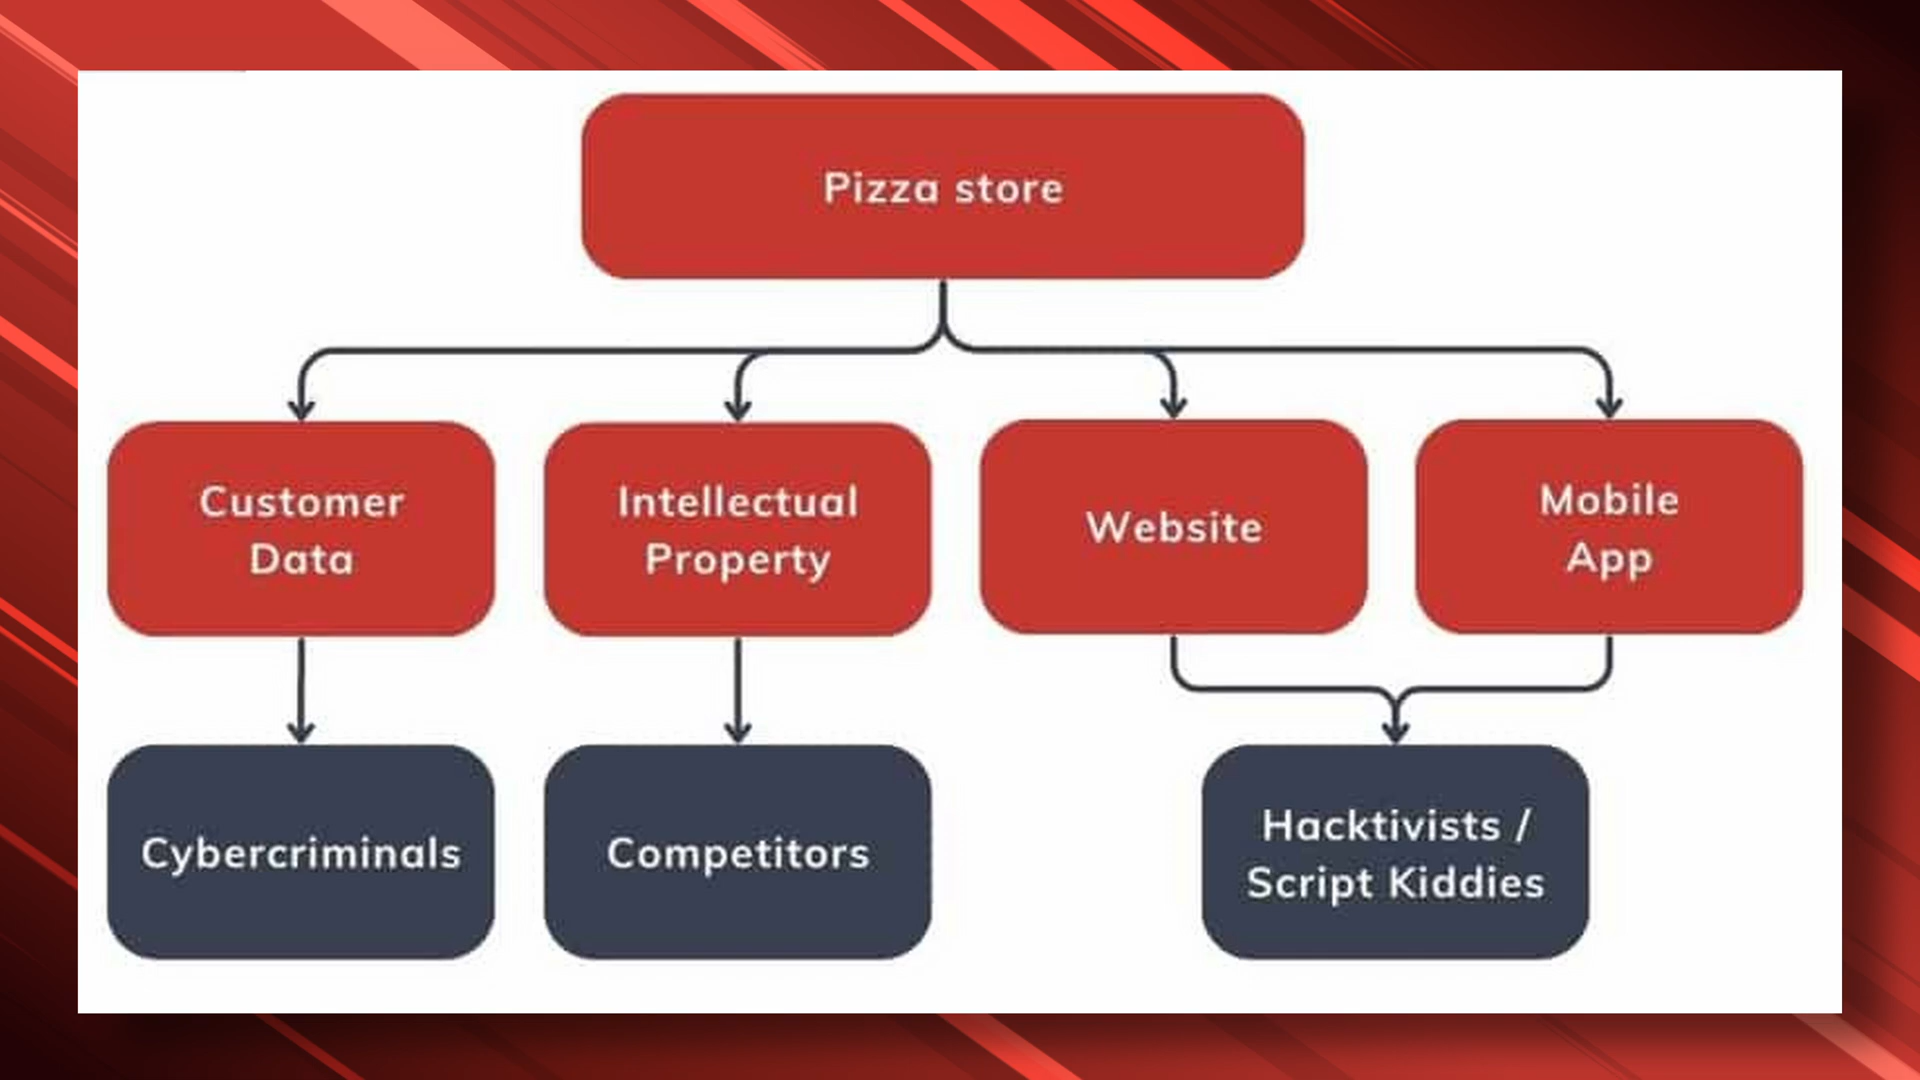 Pizza store
Customer
Data
Intellectual
Property
Website
Mobile
App
Cybercriminals
Competitors
Hacktivists /
Script Kiddies